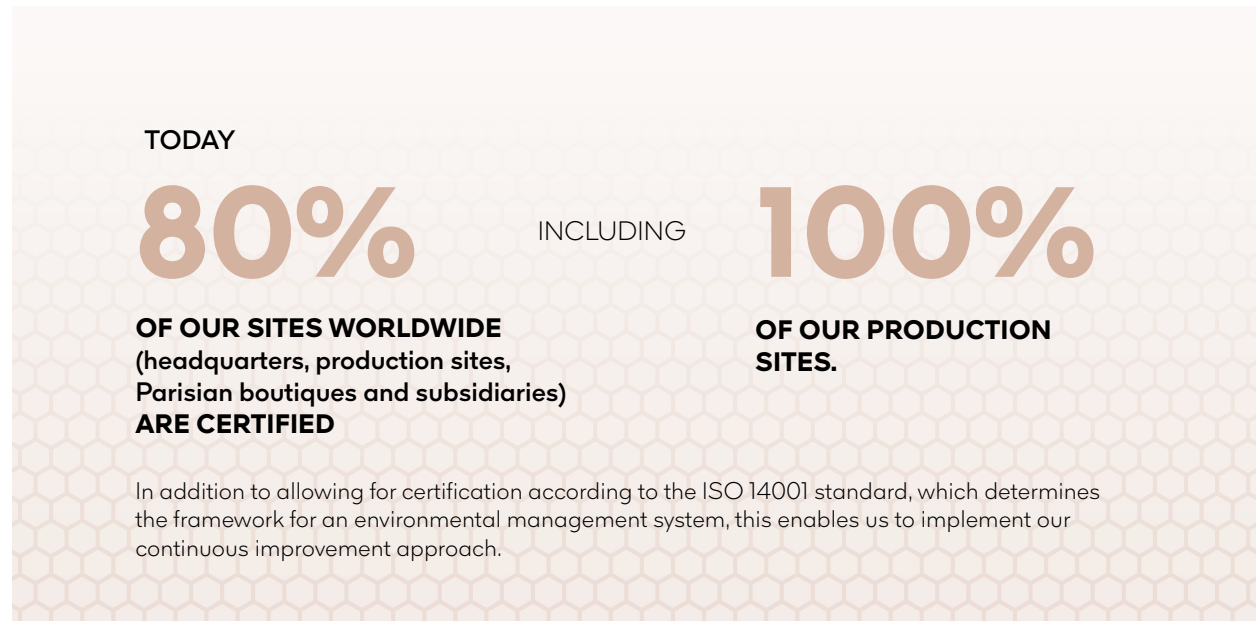 TODAY
80%
INCLUDING
100%
OF OUR SITES WORLDWIDE
(headquarters, production sites,
Parisian boutiques and subsidiaries)
ARE CERTIFIED
OF OUR PRODUCTION
SITES.
In addition to allowing for certification according to the ISO 14001 standard, which determines
the framework for an environmental management system, this enables us to implement our
continuous improvement approach.